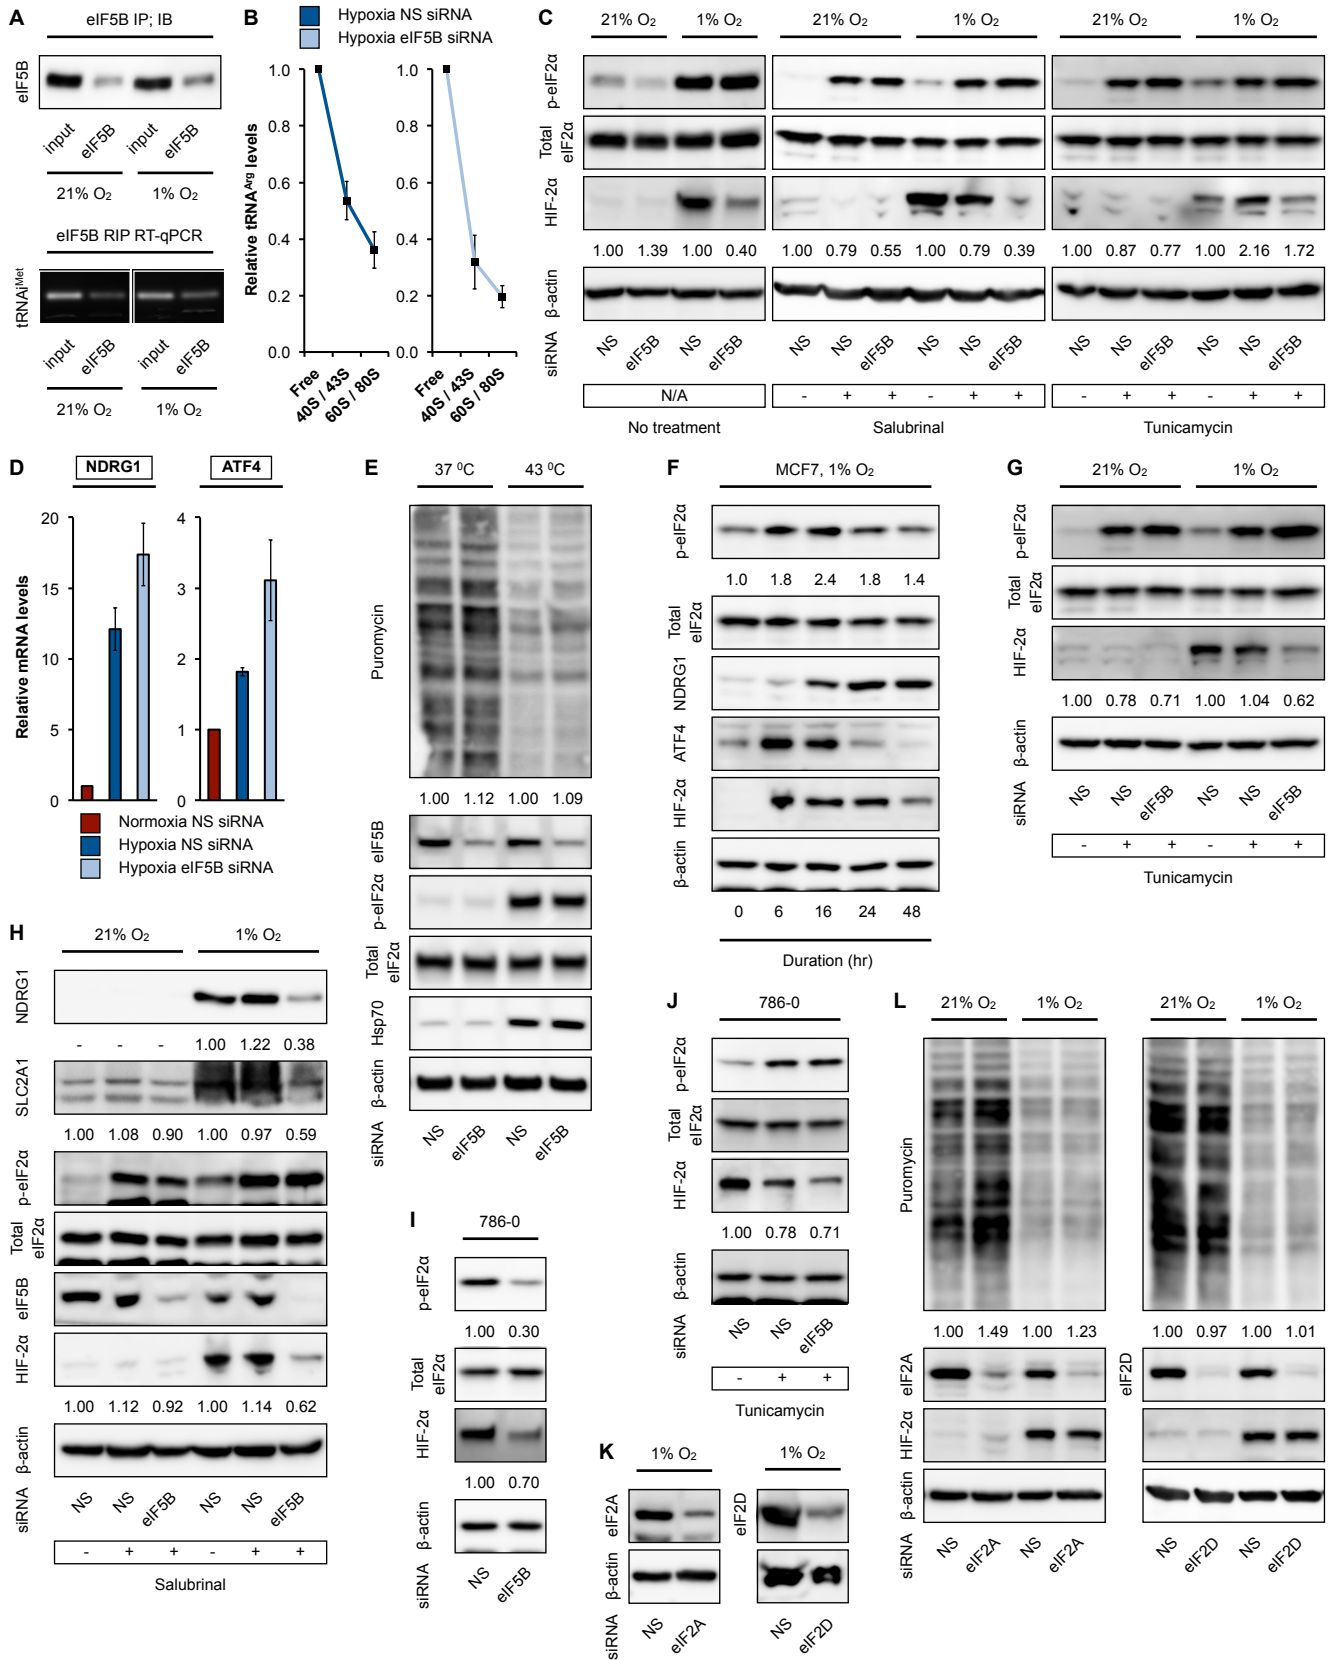 A
eIF5B IP; IB
eIF5B
input
eIF5B
input
eIF5B
21% O2
1% O2
eIF5B RIP RT-qPCR
tRNAiMet
input
eIF5B
input
eIF5B
21% O2
1% O2
B
Hypoxia NS siRNA
Hypoxia eIF5B siRNA
Relative tRNAArg levels
1.0
0.8
0.6
0.4
0.2
0.0
Free
40S / 43S
60S / 80S
1.0
0.8
0.6
0.4
0.2
0.0
Free
40S / 43S
60S / 80S
C
21% O2 1% O2 21% O2 1% O2 21% O2 1% O2
p-eIF2α
Total eIF2α
HIF-2α
1.00 1.39 1.00 0.40 1.00 0.79 0.55 1.00 0.79 0.39 1.00 0.87 0.77 1.00 2.16 1.72
β-actin
siRNA
NS eIF5B NS eIF5B NS eIF5B NS eIF5B NS eIF5B NS eIF5B
N/A - + + - + + - + + - + +
No treatment Salubrinal Tunicamycin
D
NDRG1 ATF4
Relative mRNA levels
20
15
10
5
0
4
3
2
1
0
Normoxia NS siRNA
Hypoxia NS siRNA
Hypoxia eIF5B siRNA
E
37 0C 43 0C
Puromycin
1.00 1.12 1.00 1.09
eIF5B
p-eIF2α
Total eIF2α
Hsp70
β-actin
siRNA
NS eIF5B NS eIF5B
F
MCF7, 1% O2
p-eIF2α
1.0 1.8 2.4 1.8 1.4
Total eIF2α
NDRG1
ATF4
HIF-2α
β-actin
0 6 16 24 48
Duration (hr)
G
21% O2 1% O2
p-eIF2α
Total eIF2α
HIF-2α
1.00 0.78 0.71 1.00 1.04 0.62
β-actin
siRNA
NS NS eIF5B NS NS eIF5B
- + + - + +
Tunicamycin
H
21% O2 1% O2
NDRG1
- - - 1.00 1.22 0.38
SLC2A1
1.00 1.08 0.90 1.00 0.97 0.59
p-eIF2α
Total eIF2α
eIF5B
HIF-2α
1.00 1.12 0.92 1.00 1.14 0.62
β-actin
siRNA
NS NS eIF5B NS NS eIF5B
- + + - + +
Salubrinal
I
786-0
p-eIF2α
1.00 0.30
Total eIF2α
HIF-2α
1.00 0.70
β-actin
siRNA
NS eIF5B
J
786-0
p-eIF2α
Total eIF2α
HIF-2α
1.00 0.78 0.71
β-actin
siRNA
NS NS eIF5B
- + +
Tunicamycin
K
1% O2 1% O2
eIF2A
eIF2D
β-actin
siRNA
NS eIF2A NS eIF2D
L
21% O2 1% O2 21% O2 1% O2
Puromycin
1.00 1.49 1.00 1.23 1.00 0.97 1.00 1.01
eIF2A
eIF2D
HIF-2α
β-actin
siRNA
NS eIF2A NS eIF2A NS eIF2D NS eIF2D